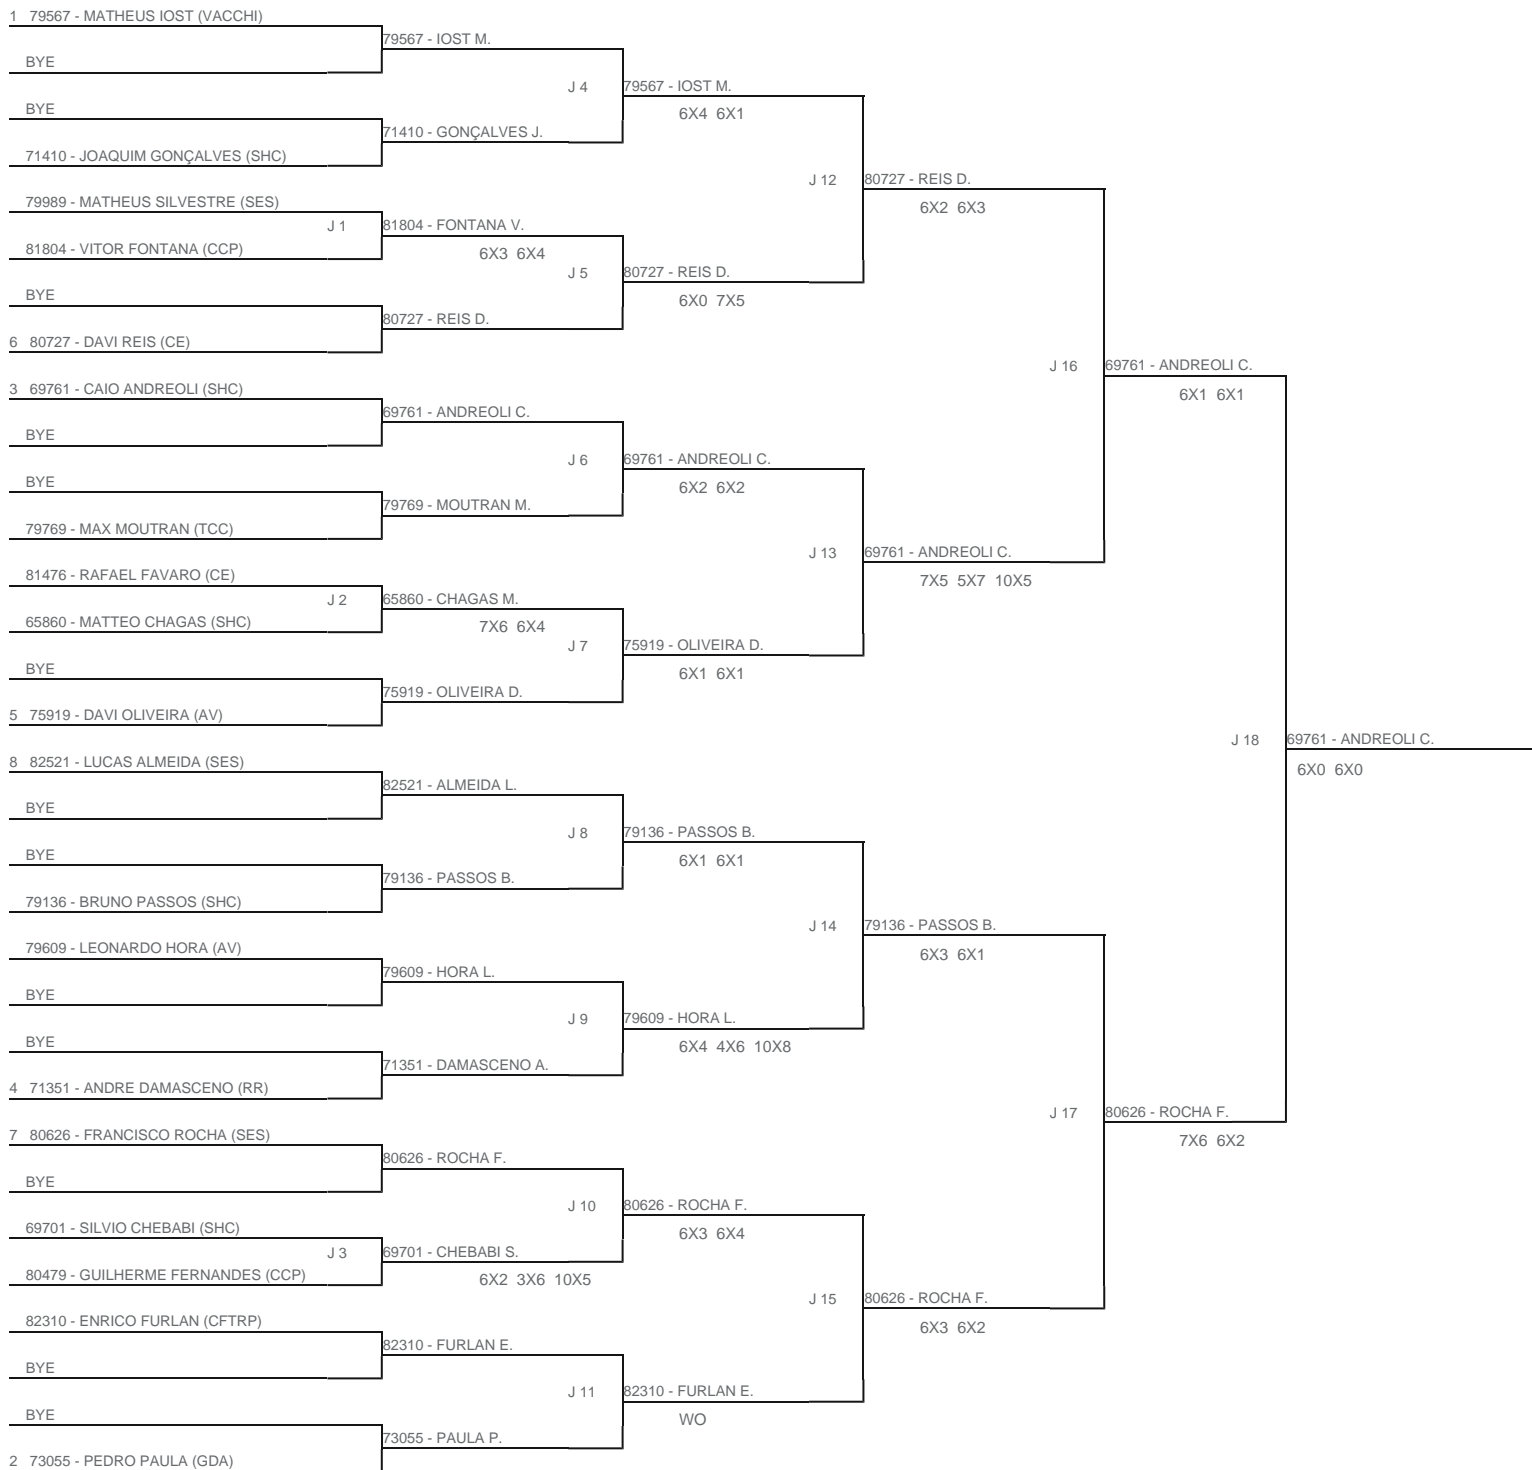 1 79567 - MATHEUS IOST (VACCHI)
79567 - IOST M.
BYE
J 4 79567 - IOST M.
BYE
6X4 6X1
71410 - GONÇALVES J.
71410 - JOAQUIM GONÇALVES (SHC)
J 12 80727 - REIS D.
79989 - MATHEUS SILVESTRE (SES)
6X2 6X3
J 1 81804 - FONTANA V.
81804 - VITOR FONTANA (CCP)
6X3 6X4
J 5 80727 - REIS D.
BYE
6X0 7X5
80727 - REIS D.
6 80727 - DAVI REIS (CE)
J 16 69761 - ANDREOLI C.
3 69761 - CAIO ANDREOLI (SHC)
6X1 6X1
69761 - ANDREOLI C.
BYE
J 6 69761 - ANDREOLI C.
BYE
6X2 6X2
79769 - MOUTRAN M.
79769 - MAX MOUTRAN (TCC)
J 13 69761 - ANDREOLI C.
81476 - RAFAEL FAVARO (CE)
7X5 5X7 10X5
J 2 65860 - CHAGAS M.
65860 - MATTEO CHAGAS (SHC)
7X6 6X4
J 7 75919 - OLIVEIRA D.
BYE
6X1 6X1
75919 - OLIVEIRA D.
5 75919 - DAVI OLIVEIRA (AV)
J 18 69761 - ANDREOLI C.
8 82521 - LUCAS ALMEIDA (SES)
6X0 6X0
82521 - ALMEIDA L.
BYE
J 8 79136 - PASSOS B.
BYE
6X1 6X1
79136 - PASSOS B.
79136 - BRUNO PASSOS (SHC)
J 14 79136 - PASSOS B.
79609 - LEONARDO HORA (AV)
6X3 6X1
79609 - HORA L.
BYE
J 9 79609 - HORA L.
BYE
6X4 4X6 10X8
71351 - DAMASCENO A.
4 71351 - ANDRE DAMASCENO (RR)
J 17 80626 - ROCHA F.
7 80626 - FRANCISCO ROCHA (SES)
7X6 6X2
80626 - ROCHA F.
BYE
J 10 80626 - ROCHA F.
69701 - SILVIO CHEBABI (SHC)
6X3 6X4
J 3 69701 - CHEBABI S.
80479 - GUILHERME FERNANDES (CCP)
6X2 3X6 10X5
J 15 80626 - ROCHA F.
82310 - ENRICO FURLAN (CFTRP)
6X3 6X2
82310 - FURLAN E.
BYE
J 11 82310 - FURLAN E.
BYE
WO
73055 - PAULA P.
2 73055 - PEDRO PAULA (GDA)